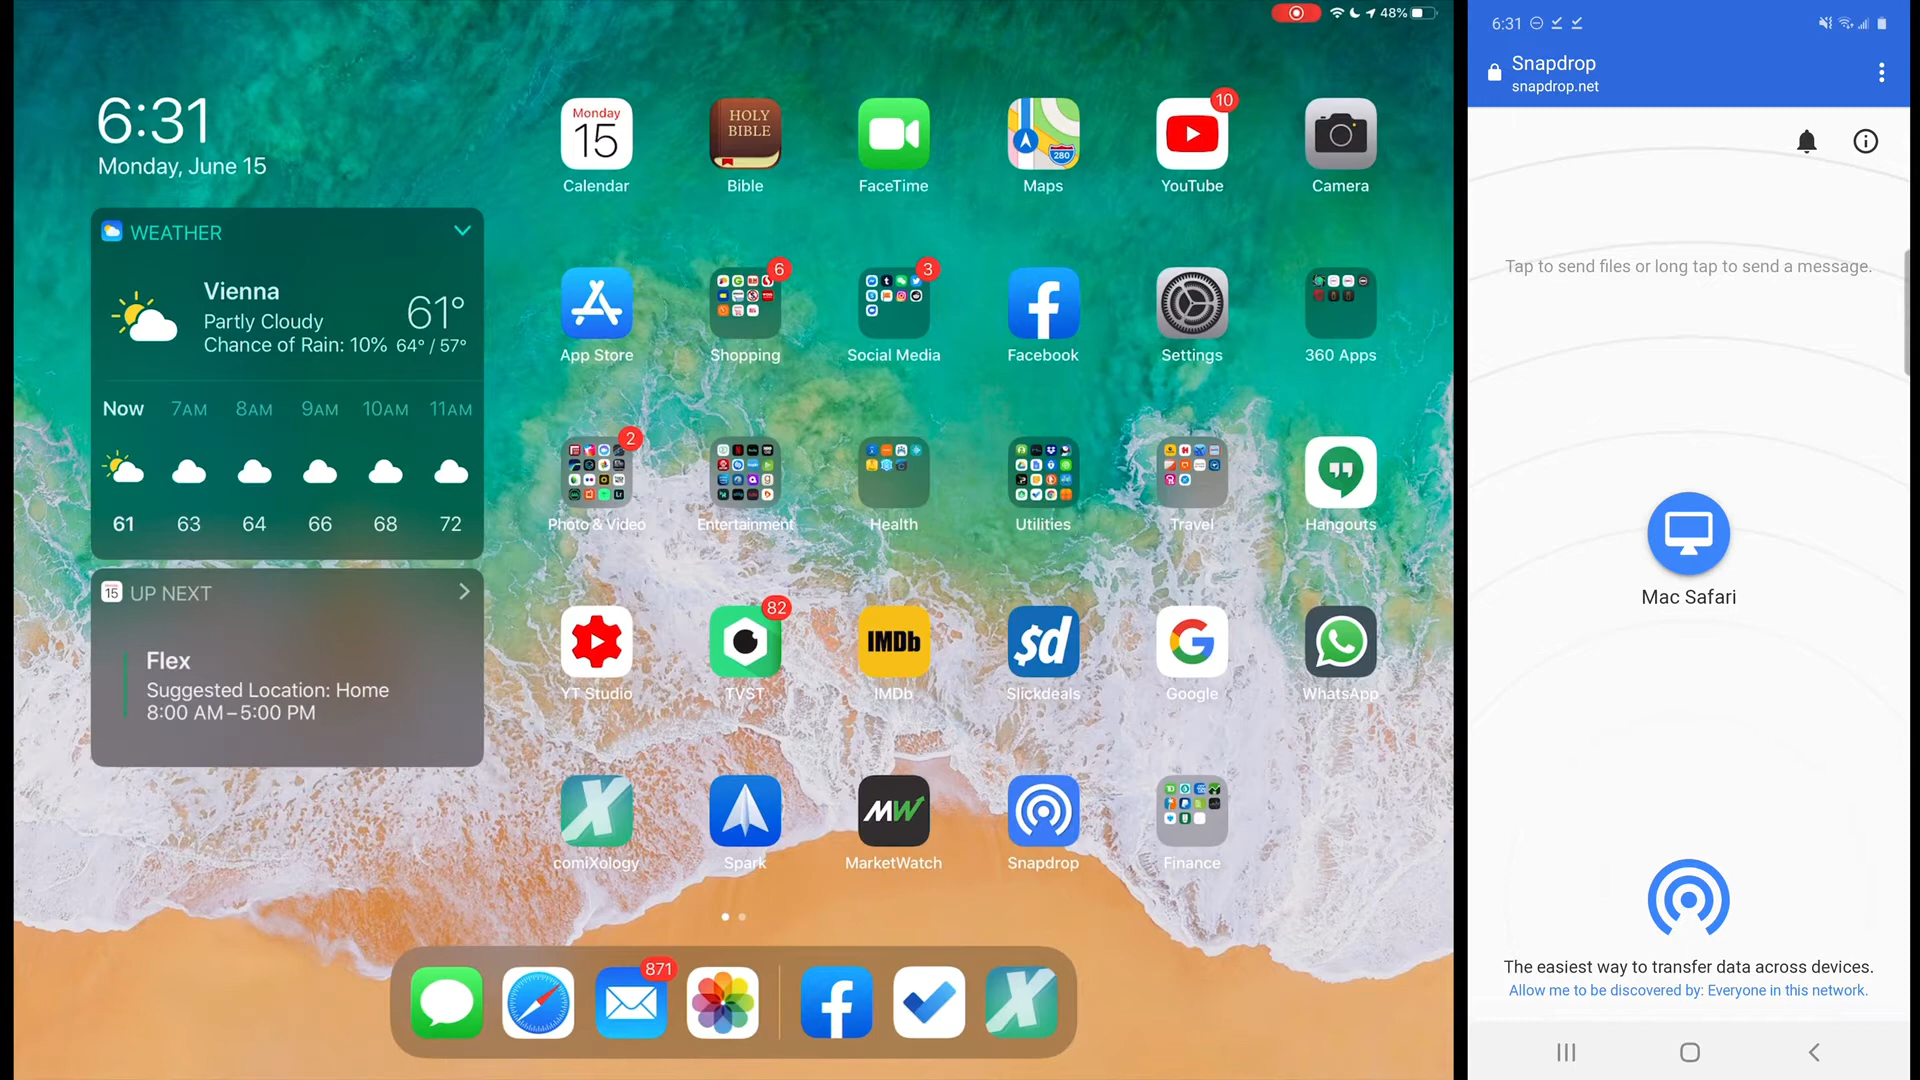 48%
6:31
Monday, June 15
WEATHER
Vienna
Partly Cloudy
Chance of Rain: 10%
61°
64° / 57°
Now 7AM 8AM 9AM 10AM 11AM
61 63 64 66 68 72
15 UP NEXT
Flex
Suggested Location: Home
8:00 AM – 5:00 PM
Monday
15
HOLY
BIBLE
280
10
Calendar Bible FaceTime Maps YouTube Camera
6
3
App Store Shopping Social Media Facebook Settings 360 Apps
2
Photo & Video Entertainment Health Utilities Travel Hangouts
82
IMDb
$d
YT Studio TVST IMDb Slickdeals Google WhatsApp
MW
comiXology Spark MarketWatch Snapdrop Finance
871
6:31
Snapdrop
snapdrop.net
Tap to send files or long tap to send a message.
Mac Safari
The easiest way to transfer data across devices.
Allow me to be discovered by: Everyone in this network.